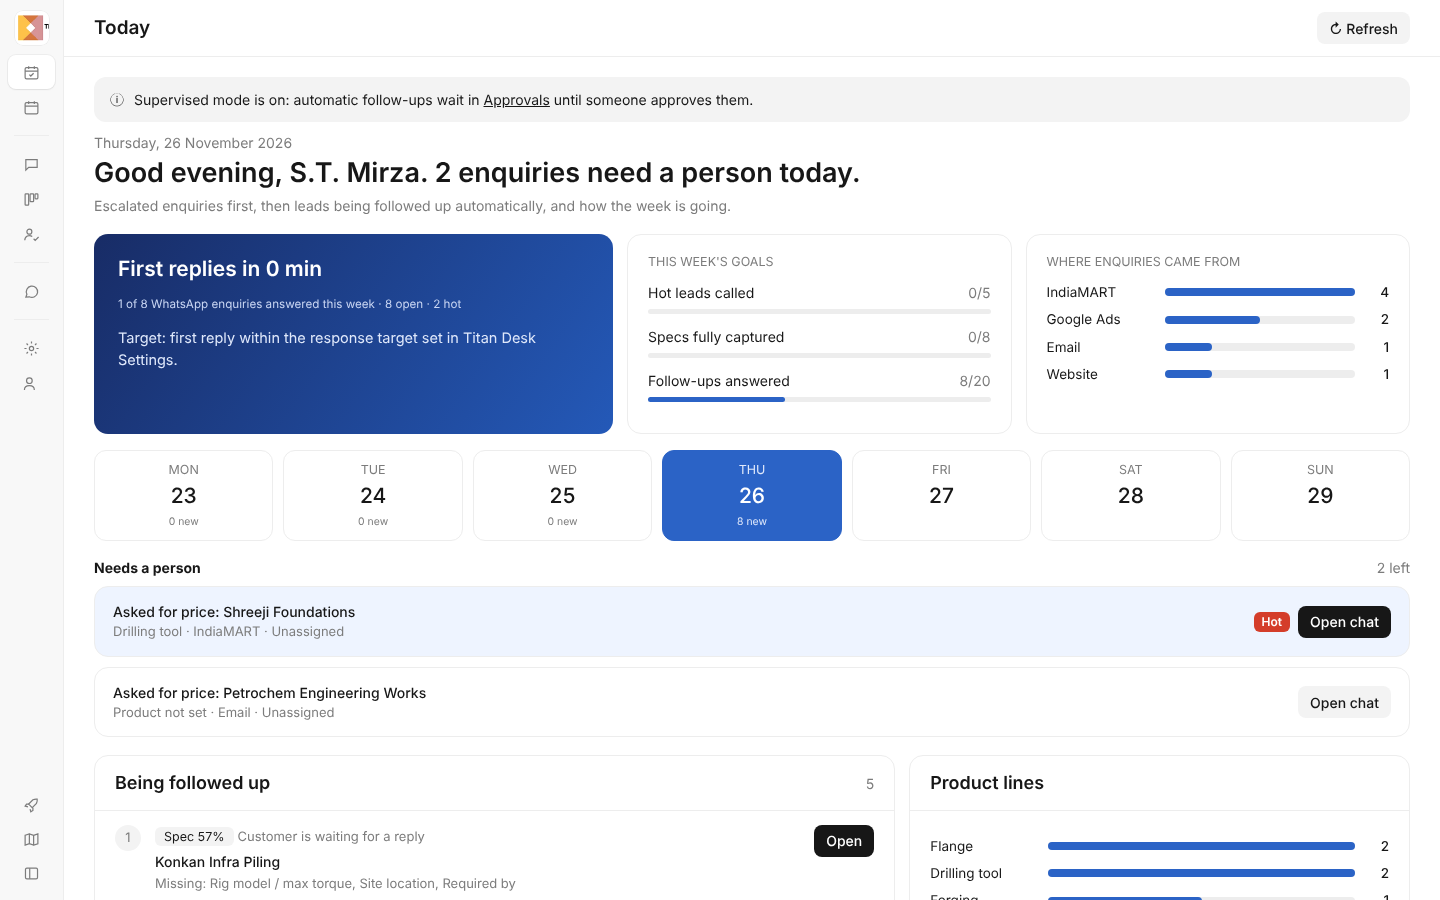 Today
Refresh
Supervised mode is on: automatic follow-ups wait in Approvals until someone approves them.
Thursday, 26 November 2026
Good evening, S.T. Mirza. 2 enquiries need a person today.
Escalated enquiries first, then leads being followed up automatically, and how the week is going.
First replies in 0 min
1 of 8 WhatsApp enquiries answered this week · 8 open · 2 hot
Target: first reply within the response target set in Titan Desk
Settings.
THIS WEEK'S GOALS
Hot leads called 0/5
Specs fully captured 0/8
Follow-ups answered 8/20
WHERE ENQUIRIES CAME FROM
IndiaMART 4
Google Ads 2
Email 1
Website 1
MON
23
0 new
TUE
24
0 new
WED
25
0 new
THU
26
8 new
FRI
27
SAT
28
SUN
29
Needs a person 2 left
Asked for price: Shreeji Foundations
Drilling tool · IndiaMART · Unassigned
Hot Open chat
Asked for price: Petrochem Engineering Works
Product not set · Email · Unassigned
Open chat
Being followed up 5
1 Spec 57% Customer is waiting for a reply
Konkan Infra Piling
Missing: Rig model / max torque, Site location, Required by
Open
Product lines
Flange 2
Drilling tool 2
Forging 1